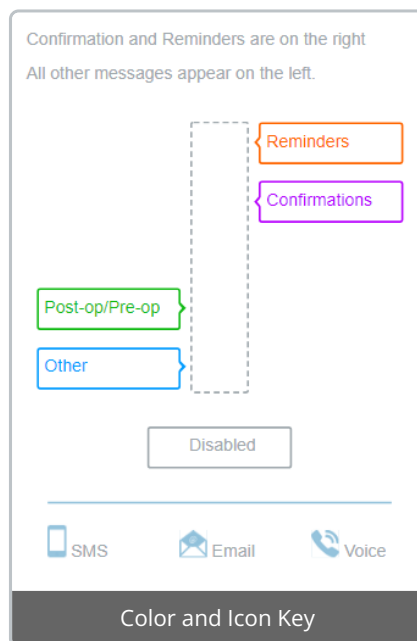 Confirmation and Reminders are on the right
All other messages appear on the left.
Reminders
Confirmations
Post-op/Pre-op
Other
Disabled
SMS Email Voice
Color and Icon Key